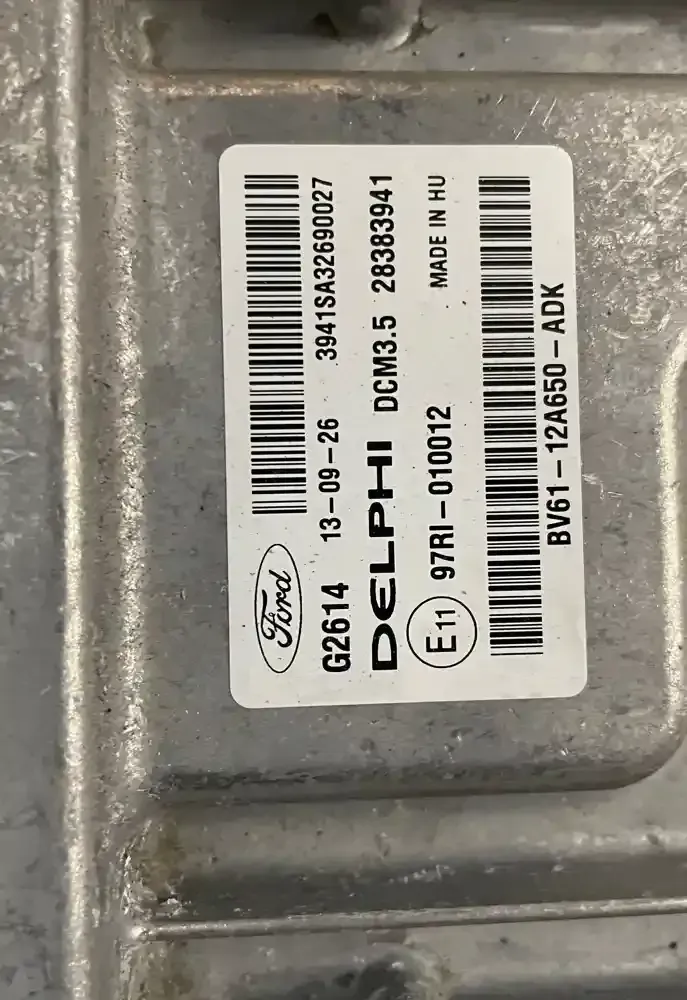 3941SA32690027
Ford
G2614 13-09-26
DELPHI DCM3.5 28383941
E11 97RI-010012 MADE IN HU
BV61-12A650-ADK